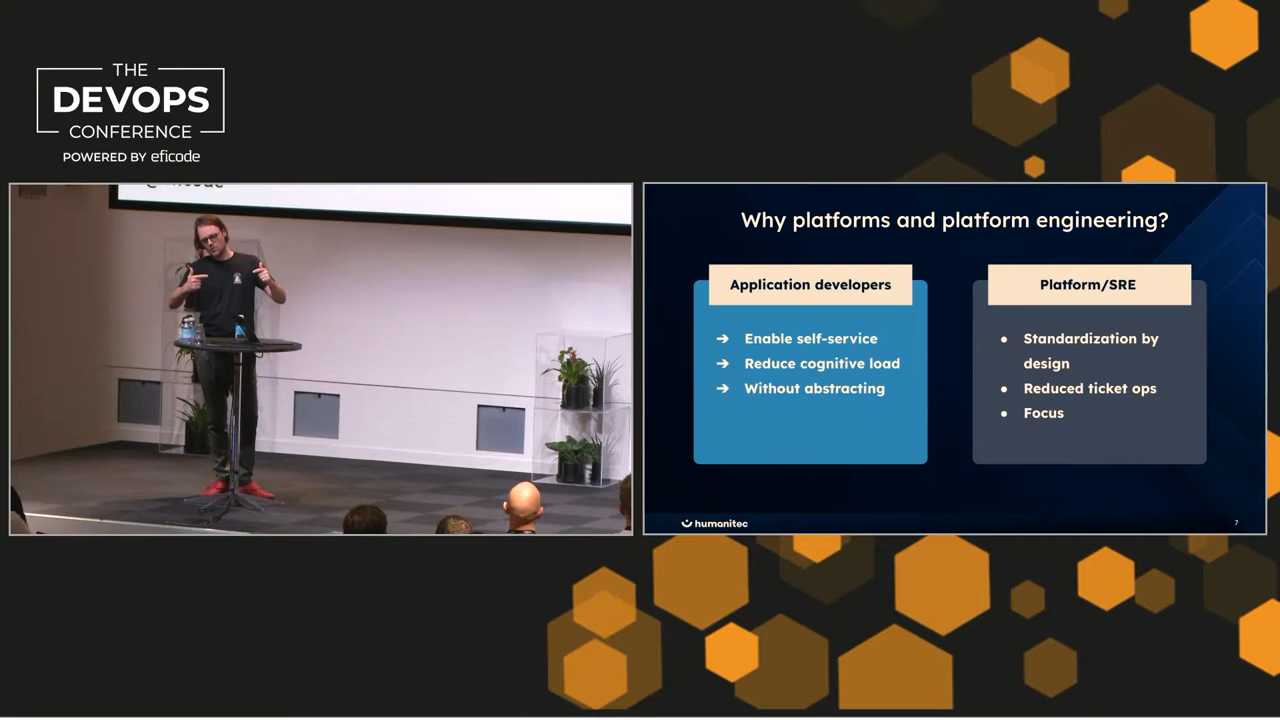 THE
DEVOPS
CONFERENCE
POWERED BY eficode
Why platforms and platform engineering?
Application developers
➔ Enable self-service
➔ Reduce cognitive load
➔ Without abstracting
Platform/SRE
● Standardization by
design
● Reduced ticket ops
● Focus
humanitec
7